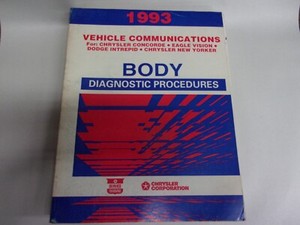 1993
VEHICLE COMMUNICATIONS
For: CHRYSLER CONCORDE • EAGLE VISION •
DODGE INTREPID • CHRYSLER NEW YORKER
BODY
DIAGNOSTIC PROCEDURES
CHRYSLER
CORPORATION